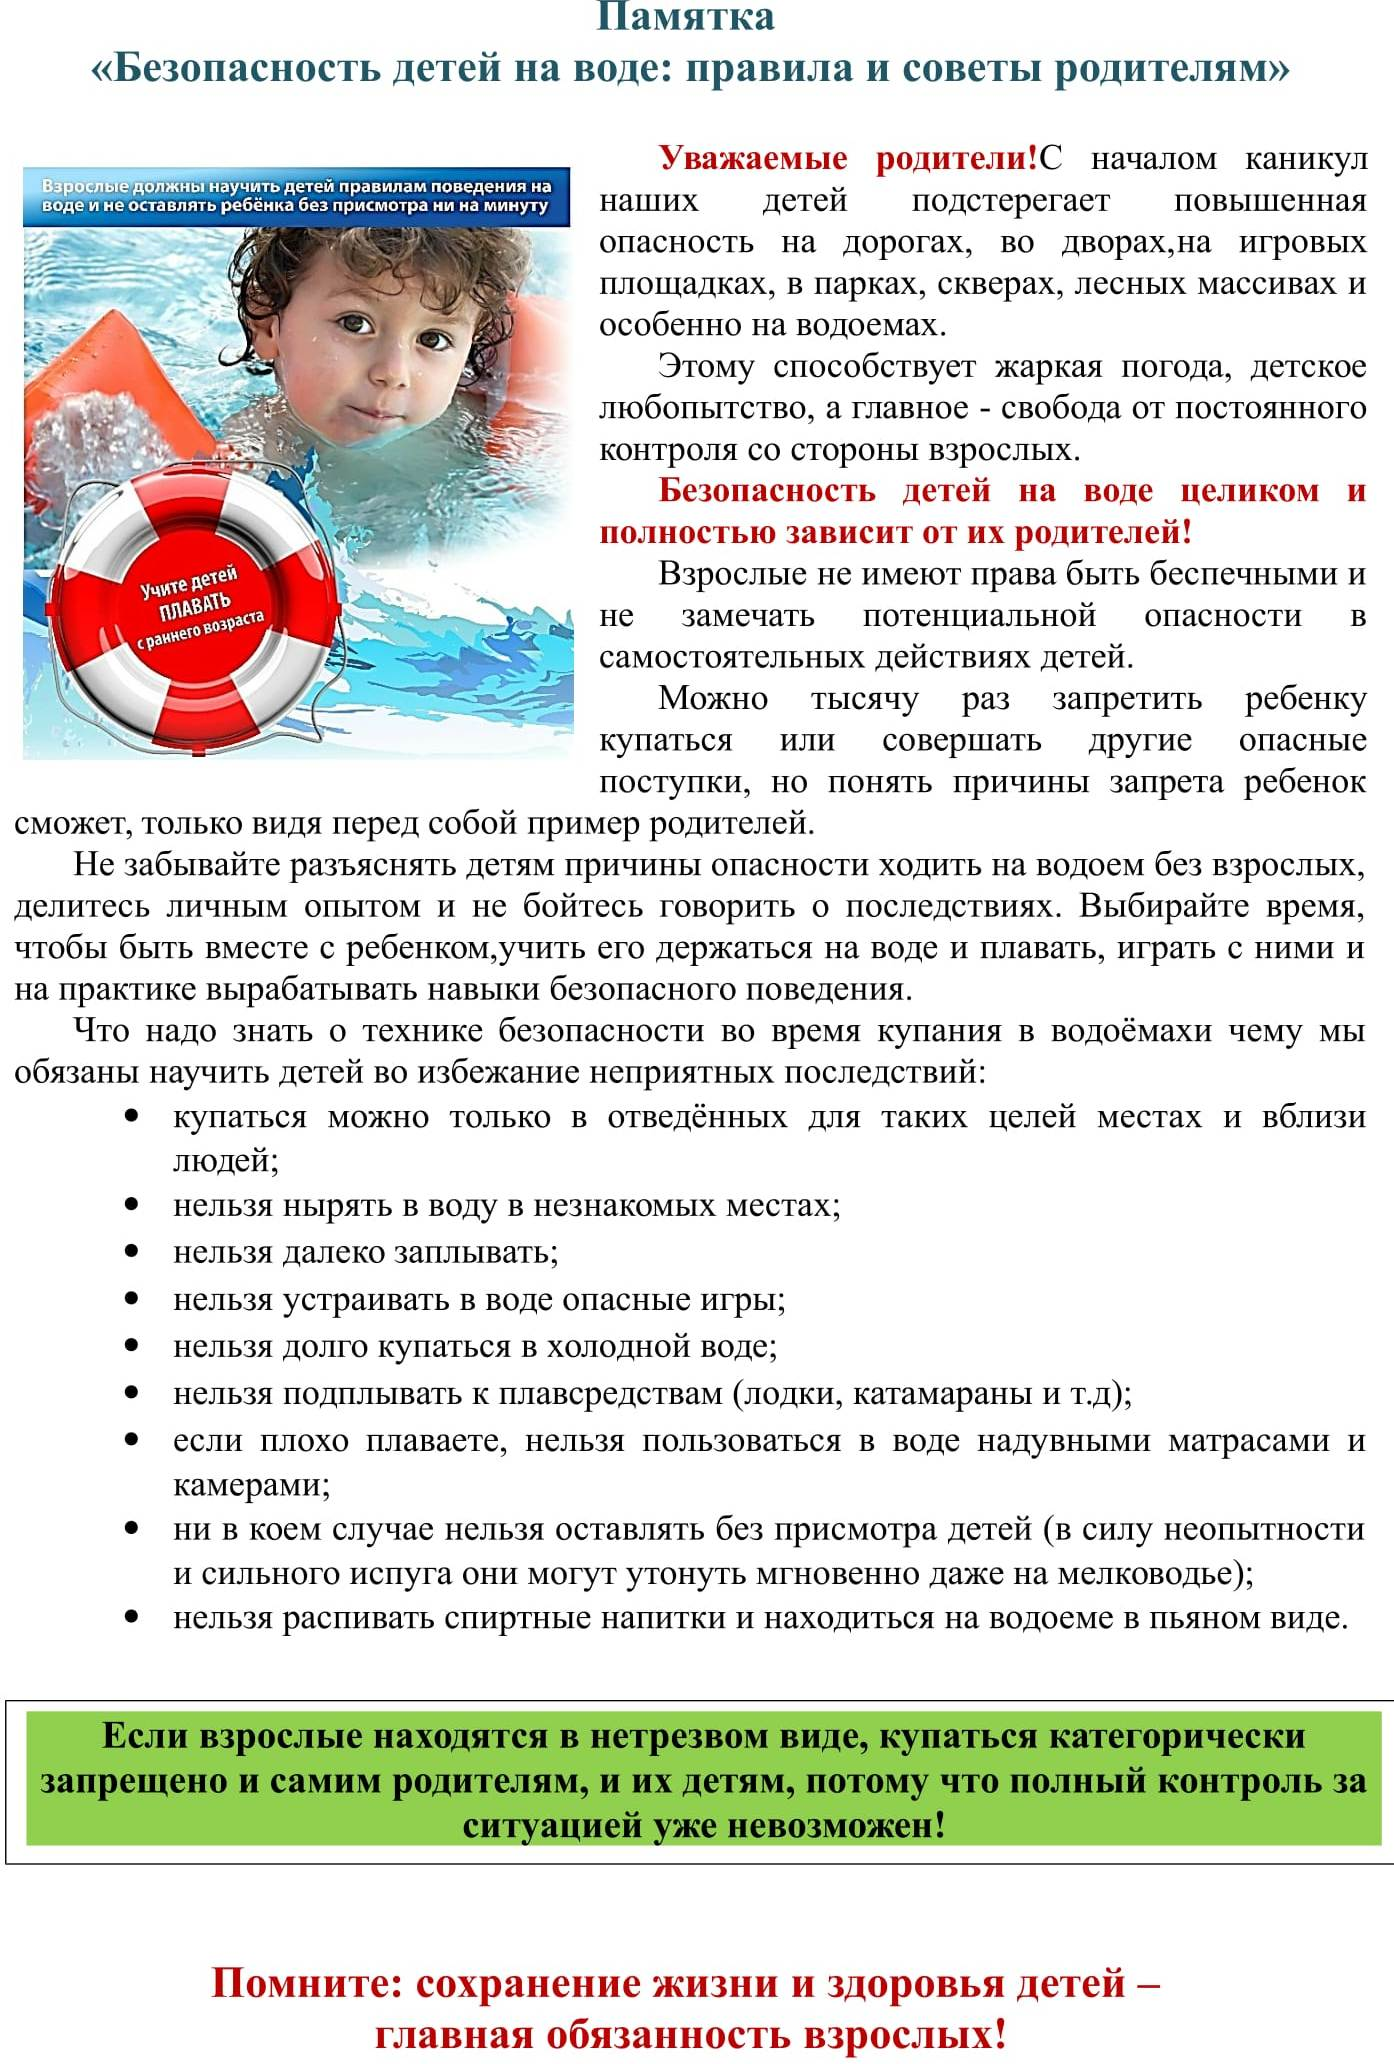 Памятка
«Безопасность детей на воде: правила и советы родителям»
Взрослые должны научить детей правилам поведения на
воде и не оставлять ребёнка без присмотра ни на минуту
Учите детей
ПЛАВАТЬ
с раннего возраста
Уважаемые родители!С началом каникул
наших детей подстерегает повышенная
опасность на дорогах, во дворах,на игровых
площадках, в парках, скверах, лесных массивах и
особенно на водоемах.
Этому способствует жаркая погода, детское
любопытство, а главное - свобода от постоянного
контроля со стороны взрослых.
Безопасность детей на воде целиком и
полностью зависит от их родителей!
Взрослые не имеют права быть беспечными и
не замечать потенциальной опасности в
самостоятельных действиях детей.
Можно тысячу раз запретить ребенку
купаться или совершать другие опасные
поступки, но понять причины запрета ребенок
сможет, только видя перед собой пример родителей.
Не забывайте разъяснять детям причины опасности ходить на водоем без взрослых,
делитесь личным опытом и не бойтесь говорить о последствиях. Выбирайте время,
чтобы быть вместе с ребенком,учить его держаться на воде и плавать, играть с ними и
на практике вырабатывать навыки безопасного поведения.
Что надо знать о технике безопасности во время купания в водоёмахи чему мы
обязаны научить детей во избежание неприятных последствий:
• купаться можно только в отведённых для таких целей местах и вблизи
людей;
• нельзя нырять в воду в незнакомых местах;
• нельзя далеко заплывать;
• нельзя устраивать в воде опасные игры;
• нельзя долго купаться в холодной воде;
• нельзя подплывать к плавсредствам (лодки, катамараны и т.д);
• если плохо плаваете, нельзя пользоваться в воде надувными матрасами и
камерами;
• ни в коем случае нельзя оставлять без присмотра детей (в силу неопытности
и сильного испуга они могут утонуть мгновенно даже на мелководье);
• нельзя распивать спиртные напитки и находиться на водоеме в пьяном виде.
Если взрослые находятся в нетрезвом виде, купаться категорически
запрещено и самим родителям, и их детям, потому что полный контроль за
ситуацией уже невозможен!
Помните: сохранение жизни и здоровья детей –
главная обязанность взрослых!